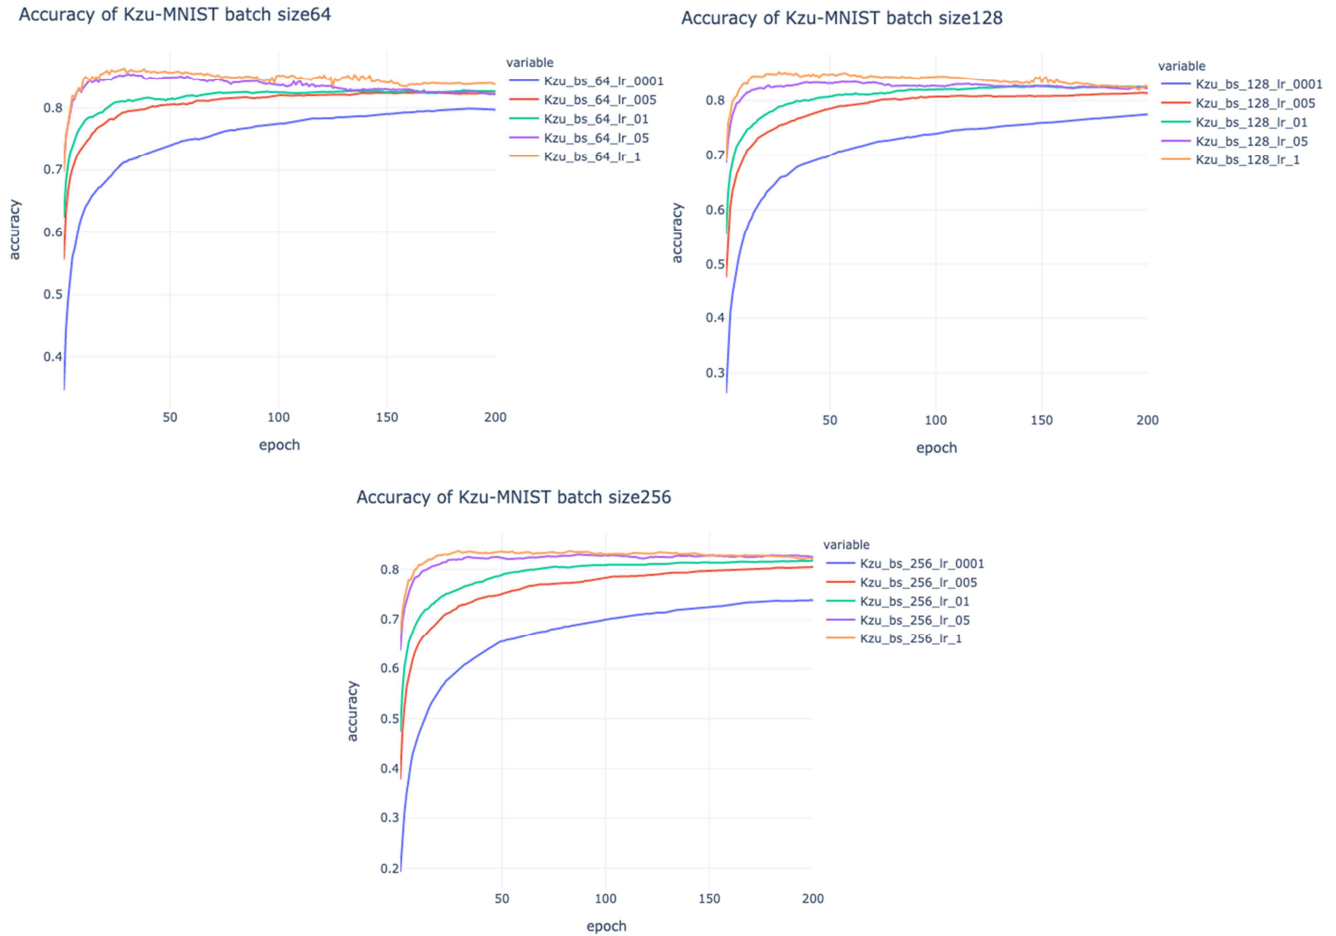 Accuracy of Kzu-MNIST batch size64
variable
Kzu_bs_64_lr_0001
Kzu_bs_64_lr_005
Kzu_bs_64_lr_01
Kzu_bs_64_lr_05
Kzu_bs_64_lr_1
accuracy
0.8
0.7
0.6
0.5
0.4
50
100
150
200
epoch
Accuracy of Kzu-MNIST batch size128
variable
Kzu_bs_128_lr_0001
Kzu_bs_128_lr_005
Kzu_bs_128_lr_01
Kzu_bs_128_lr_05
Kzu_bs_128_lr_1
accuracy
0.8
0.7
0.6
0.5
0.4
0.3
50
100
150
200
epoch
Accuracy of Kzu-MNIST batch size256
variable
Kzu_bs_256_lr_0001
Kzu_bs_256_lr_005
Kzu_bs_256_lr_01
Kzu_bs_256_lr_05
Kzu_bs_256_lr_1
accuracy
0.8
0.7
0.6
0.5
0.4
0.3
0.2
50
100
150
200
epoch